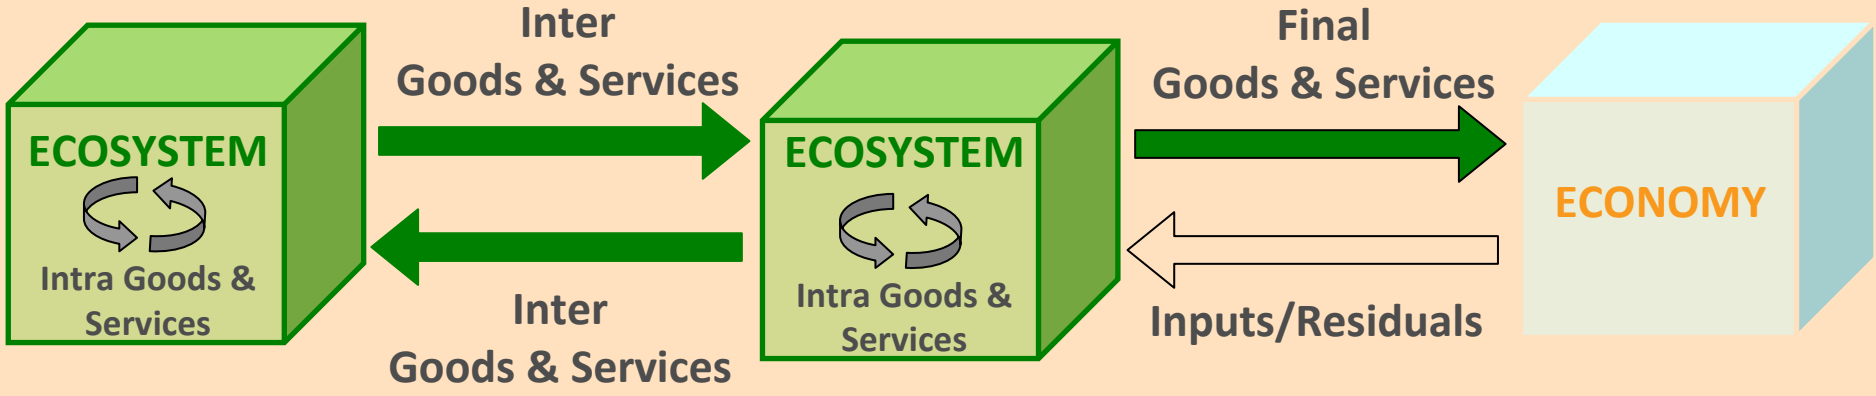 ECOSYSTEM
Intra Goods &
Services
Inter
Goods & Services
Inter
Goods & Services
ECOSYSTEM
Intra Goods &
Services
Final
Goods & Services
Inputs/Residuals
ECONOMY